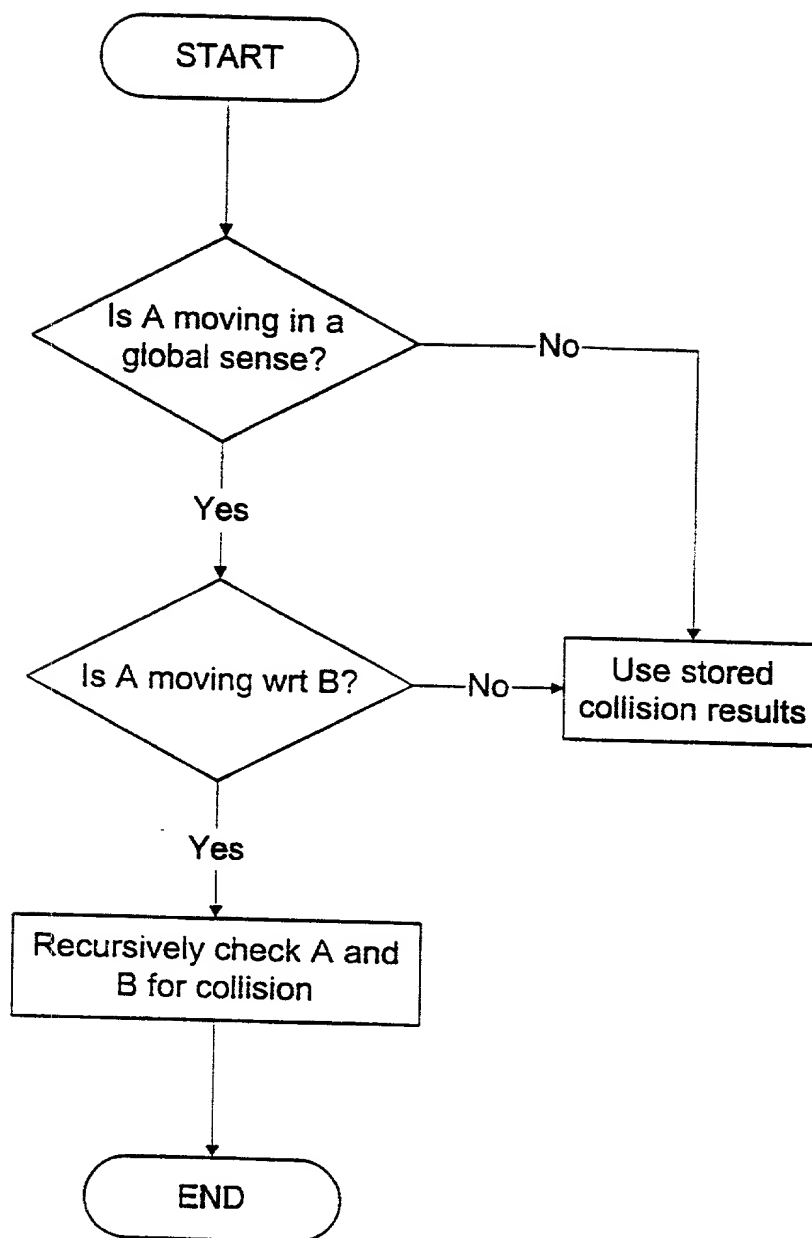 START
Is A moving in a
global sense?
No
Yes
Is A moving wrt B?
No
Use stored
collision results
Yes
Recursively check A and
B for collision
END